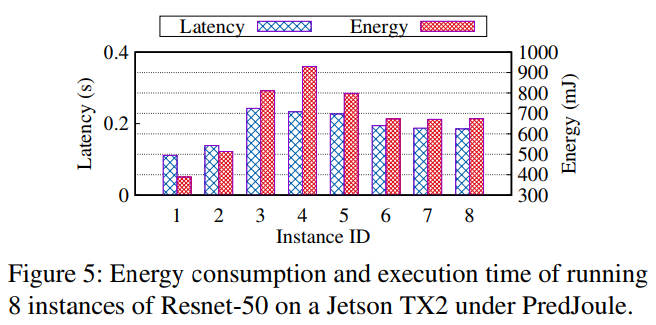 Latency Energy
0.4
0.2
0
Latency (s)
1000
900
800
700
600
500
400
300
Energy (mJ)
1 2 3 4 5 6 7 8
Instance ID
Figure 5: Energy consumption and execution time of running
8 instances of Resnet-50 on a Jetson TX2 under PredJoule.